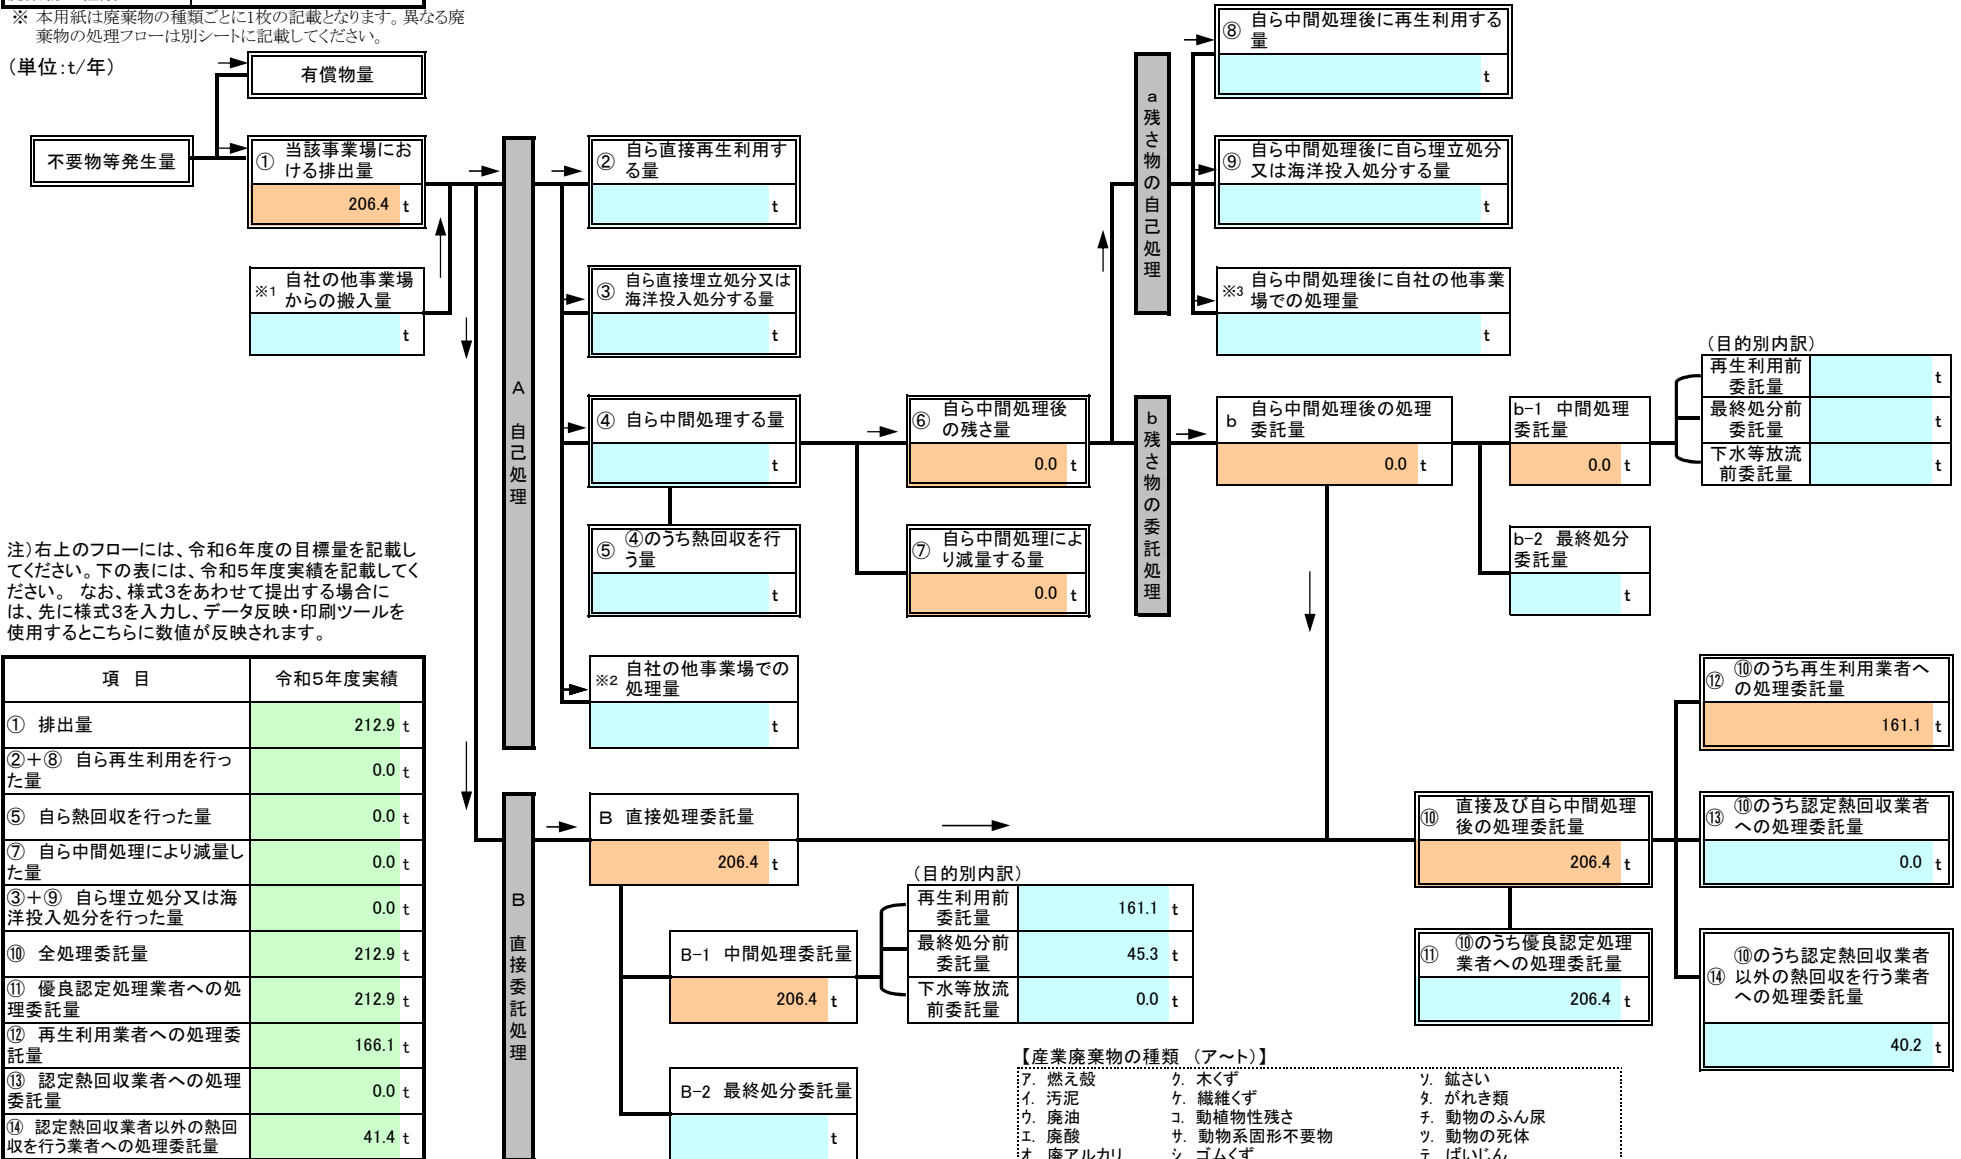 ※ 本用紙は廃棄物の種類ごとに1枚の記載となります。異なる廃
棄物の処理フローは別シートに記載してください。
(単位:t/年)
有償物量
不要物等発生量
① 当該事業場にお
ける排出量
206.4 t
※1 自社の他事業場
からの搬入量
t
A 自己処理
② 自ら直接再生利用す
る量
t
③ 自ら直接埋立処分又は
海洋投入処分する量
t
④ 自ら中間処理する量
t
⑤ ④のうち熱回収を行
う量
t
※2 自社の他事業場での
処理量
t
⑥ 自ら中間処理後
の残さ量
0.0 t
⑦ 自ら中間処理によ
り減量する量
0.0 t
a残さ物の自己処理
⑧ 自ら中間処理後に再生利用する
量
t
⑨ 自ら中間処理後に自ら埋立処分
又は海洋投入処分する量
t
※3 自ら中間処理後に自社の他事業
場での処理量
t
b残さ物の委託処理
b 自ら中間処理後の処理
委託量
0.0 t
b-1 中間処理
委託量
0.0 t
(目的別内訳)
再生利用前
委託量
t
最終処分前
委託量
t
下水等放流
前委託量
t
b-2 最終処分
委託量
t
注)右上のフローには、令和6年度の目標量を記載し
てください。下の表には、令和5年度実績を記載してく
ださい。 なお、様式3をあわせて提出する場合に
は、先に様式3を入力し、データ反映・印刷ツールを
使用するとこちらに数値が反映されます。
項 目 令和5年度実績
① 排出量 212.9 t
②+⑧ 自ら再生利用を行っ
た量 0.0 t
⑤ 自ら熱回収を行った量 0.0 t
⑦ 自ら中間処理により減量し
た量 0.0 t
③+⑨ 自ら埋立処分又は海
洋投入処分を行った量 0.0 t
⑩ 全処理委託量 212.9 t
⑪ 優良認定処理業者への処
理委託量 212.9 t
⑫ 再生利用業者への処理委
託量 166.1 t
⑬ 認定熱回収業者への処理
委託量 0.0 t
⑭ 認定熱回収業者以外の熱回
収を行う業者への処理委託量 41.4 t
B 直接委託処理
B 直接処理委託量
206.4 t
B-1 中間処理委託量
206.4 t
B-2 最終処分委託量
t
(目的別内訳)
再生利用前
委託量
161.1 t
最終処分前
委託量
45.3 t
下水等放流
前委託量
0.0 t
⑩ 直接及び自ら中間処理
後の処理委託量
206.4 t
⑪ ⑩のうち優良認定処理
業者への処理委託量
206.4 t
⑫ ⑩のうち再生利用業者へ
の処理委託量
161.1 t
⑬ ⑩のうち認定熱回収業者
への処理委託量
0.0 t
⑭ ⑩のうち認定熱回収業者
以外の熱回収を行う業者
への処理委託量
40.2 t
【産業廃棄物の種類 (ア~ト)】
ア. 燃え殻 ク. 木くず ソ. 鉱さい
イ. 汚泥 ケ. 繊維くず タ. がれき類
ウ. 廃油 コ. 動植物性残さ チ. 動物のふん尿
エ. 廃酸 サ. 動物系固形不要物 ツ. 動物の死体
オ. 廃アルカリ シ. ゴムくず テ. ばいじん